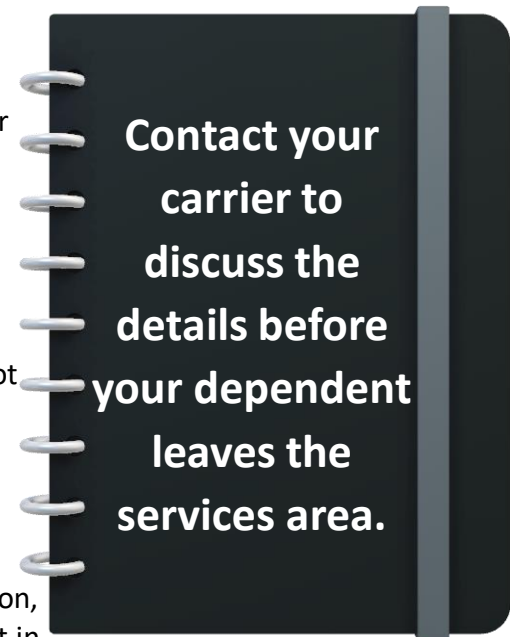 Contact your
carrier to
discuss the
details before
your dependent
leaves the
services area.